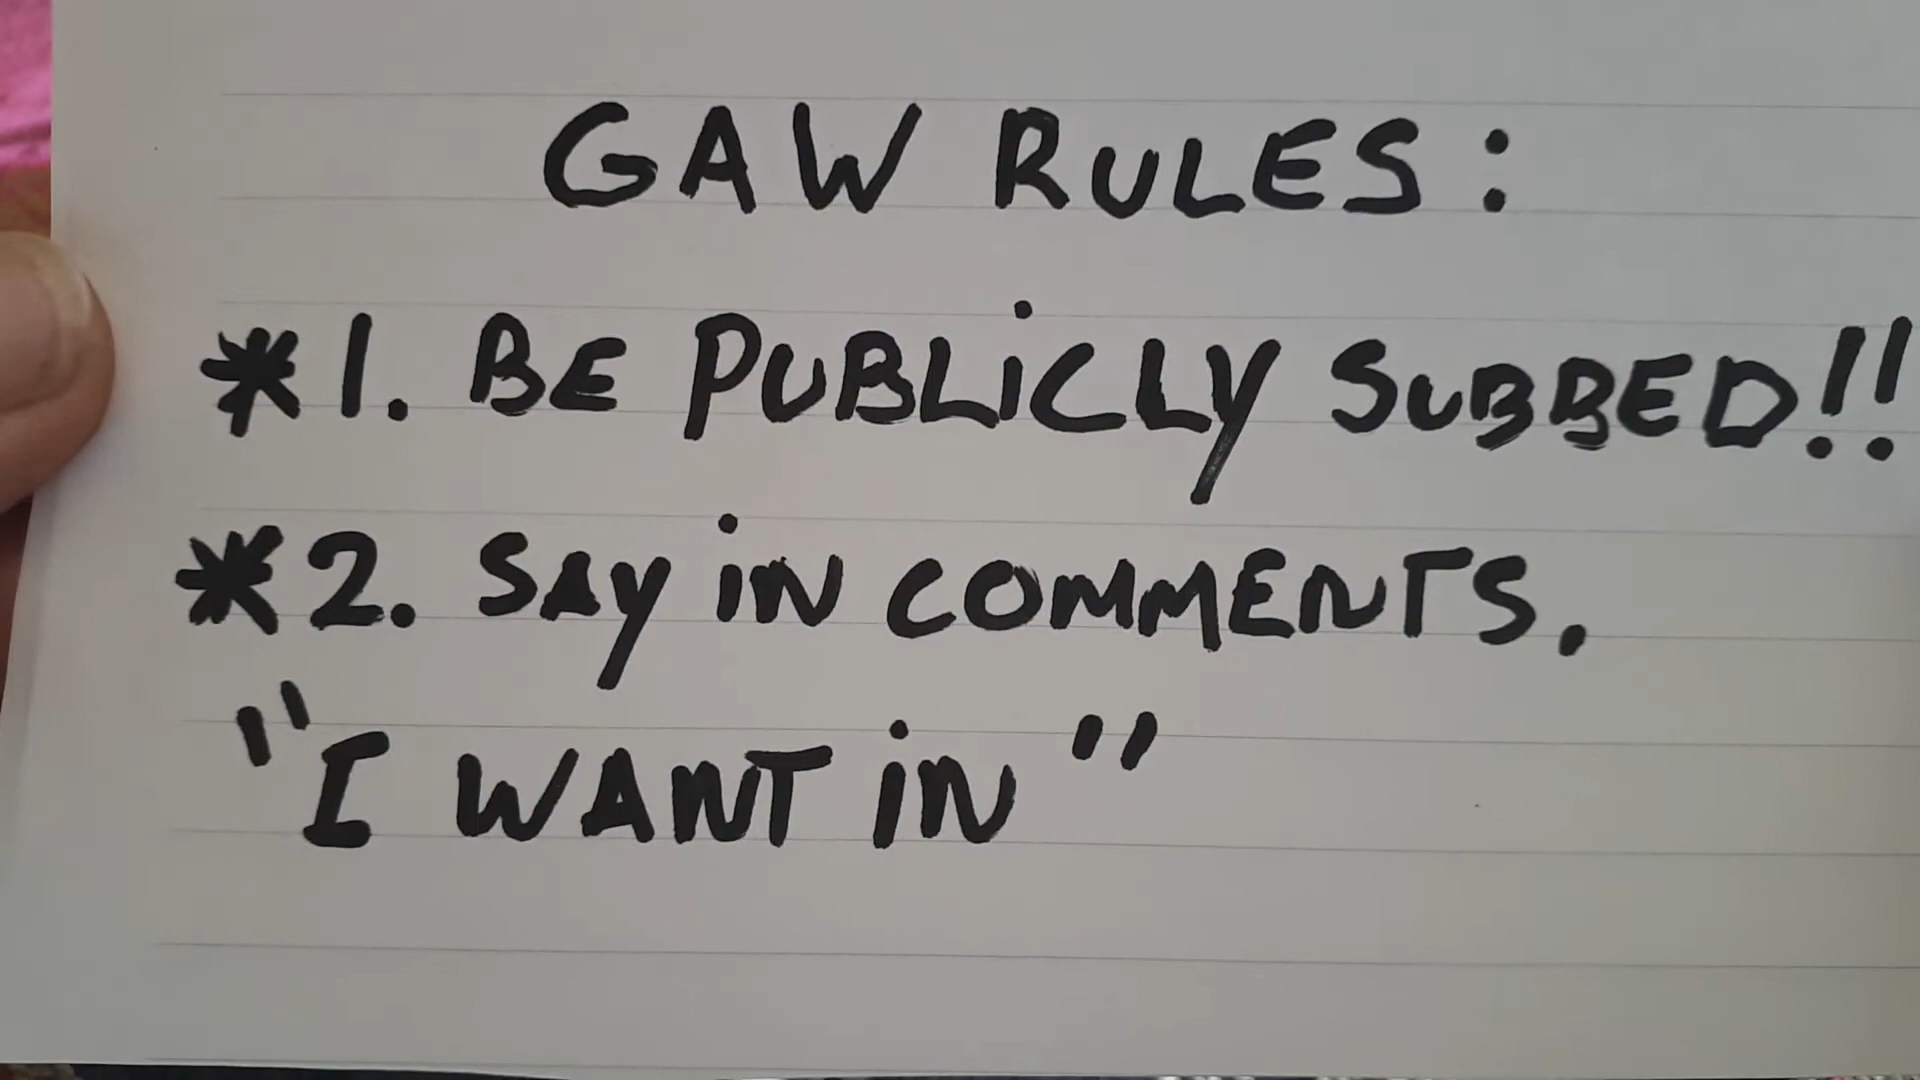 GAW RULES:
*1. BE PUBLiCLY SUBBED!!
*2. SAY iN COMMENTS.
"I WANT iN"